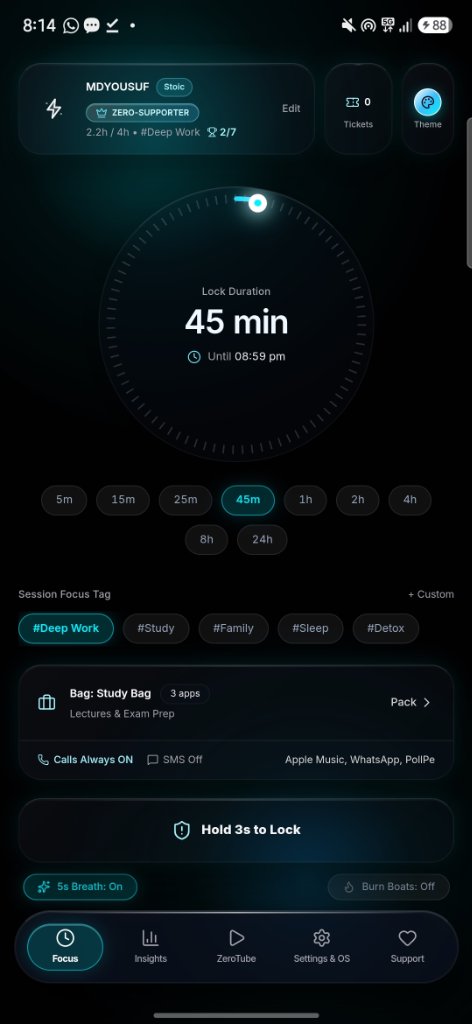 8:14
5G
88
MDYOUSUF Stoic
ZERO-SUPPORTER
2.2h / 4h • #Deep Work 2/7
Edit
0
Tickets
Theme
Lock Duration
45 min
Until 08:59 pm
5m 15m 25m 45m 1h 2h 4h
8h 24h
Session Focus Tag + Custom
#Deep Work #Study #Family #Sleep #Detox
Bag: Study Bag 3 apps
Lectures & Exam Prep
Pack
Calls Always ON SMS Off Apple Music, WhatsApp, PollPe
Hold 3s to Lock
5s Breath: On Burn Boats: Off
Focus Insights ZeroTube Settings & OS Support